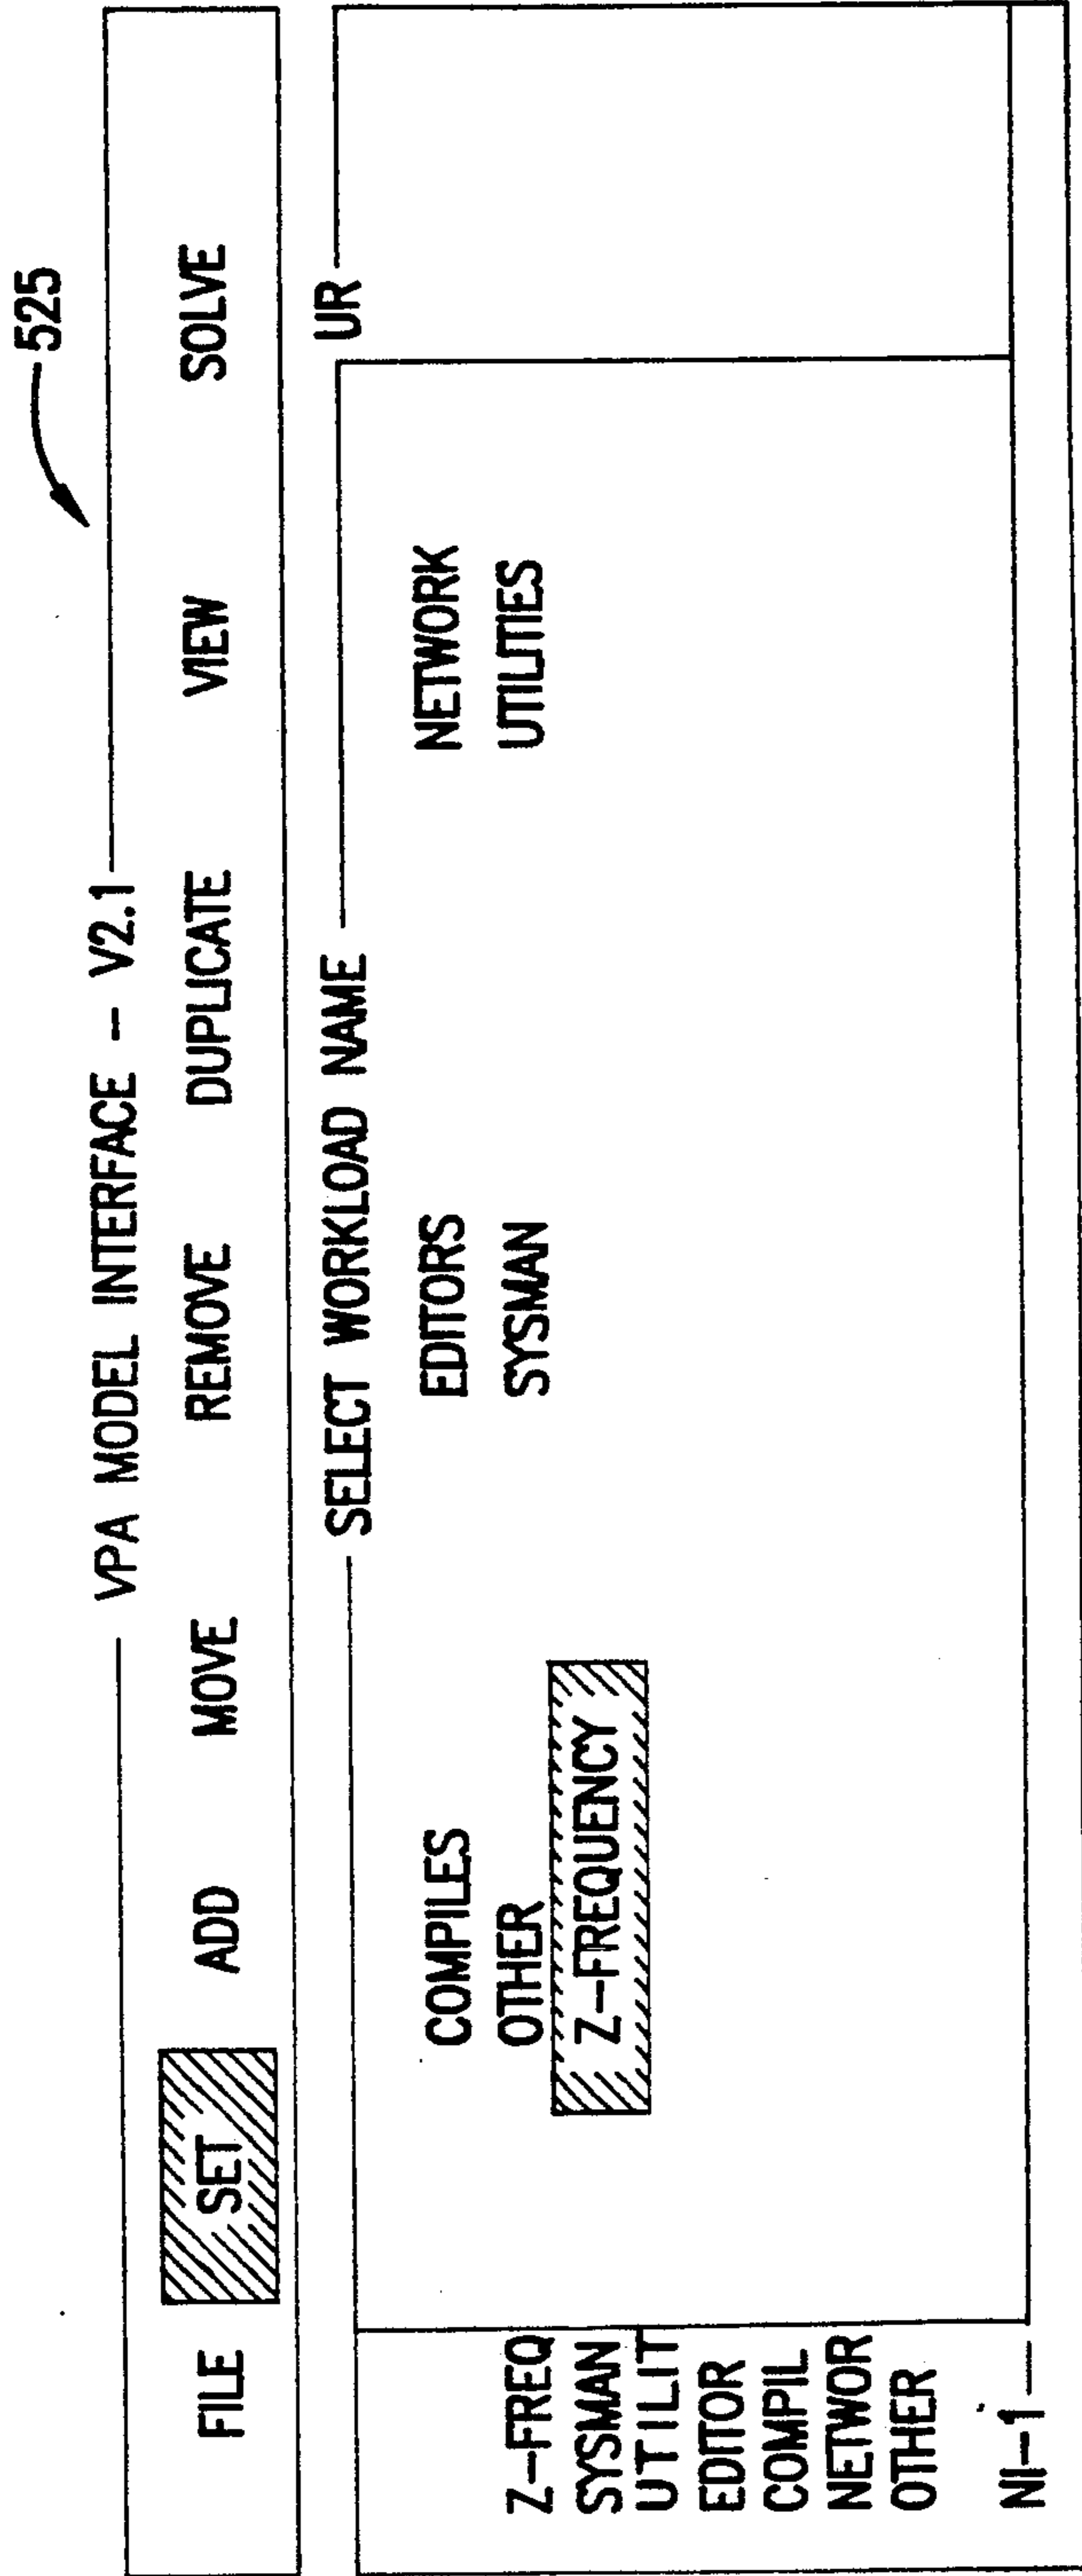 525
VPA MODEL INTERFACE -- V2.1
FILE SET ADD MOVE REMOVE DUPLICATE VIEW SOLVE
SELECT WORKLOAD NAME UR
COMPILES EDITORS NETWORK
OTHER SYSMAN UTILITIES
Z-FREQUENCY
Z-FREQ
SYSMAN
UTILIT
EDITOR
COMPIL
NETWOR
OTHER
NI-1